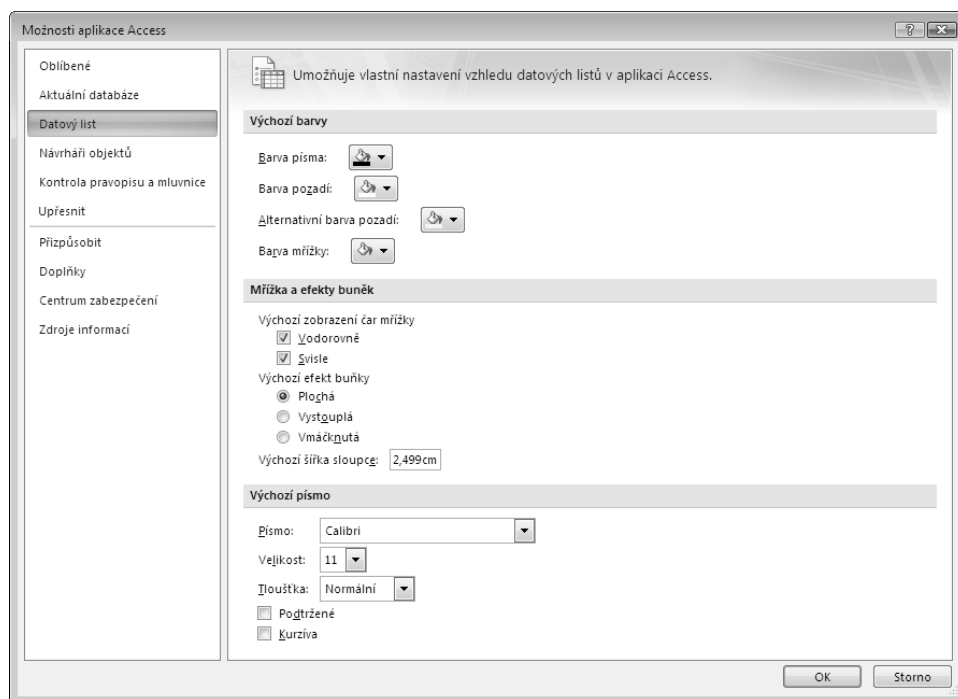 Možnosti aplikace Access
Oblíbené
Aktuální databáze
Datový list
Návrháři objektů
Kontrola pravopisu a mluvnice
Upřesnit
Přizpůsobit
Doplňky
Centrum zabezpečení
Zdroje informací
Umožňuje vlastní nastavení vzhledu datových listů v aplikaci Access.
Výchozí barvy
Barva písma:
Barva pozadí:
Alternativní barva pozadí:
Barva mřížky:
Mřížka a efekty buněk
Výchozí zobrazení čar mřížky
Vodorovně
Svisle
Výchozí efekt buňky
Plochá
Vystouplá
Vmáčknutá
Výchozí šířka sloupce: 2,499cm
Výchozí písmo
Písmo: Calibri
Velikost: 11
Tloušťka: Normální
Podtržené
Kurzíva
OK Storno